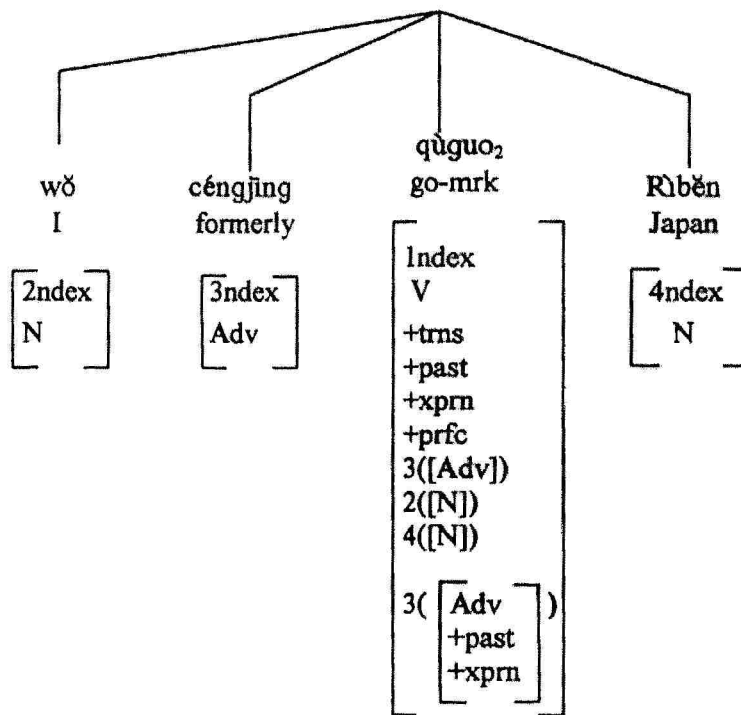 qùguo₂
wǒ céngjìng go-mrk Rìběn
I formerly Japan
1ndex
2ndex 3ndex V 4ndex
N Adv N
+trns
+past
+xprn
+prfc
3([Adv])
2([N])
4([N])
3( [Adv )
+past
+xprn]